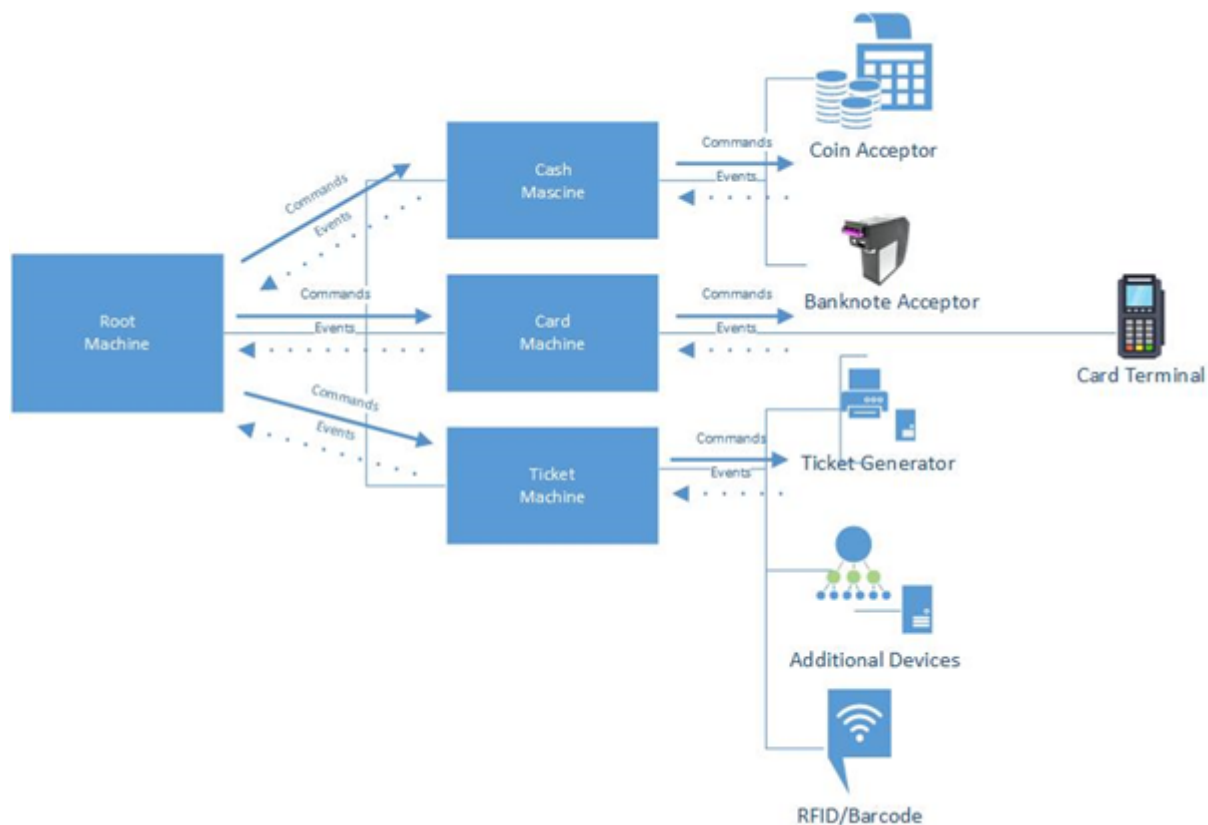 Coin Acceptor
Commands
Events
Cash
Mascine
Commands
Events
Banknote Acceptor
Root
Machine
Commands
Events
Card
Machine
Commands
Events
Card Terminal
Commands
Events
Ticket
Machine
Commands
Events
Ticket Generator
Additional Devices
RFID/Barcode